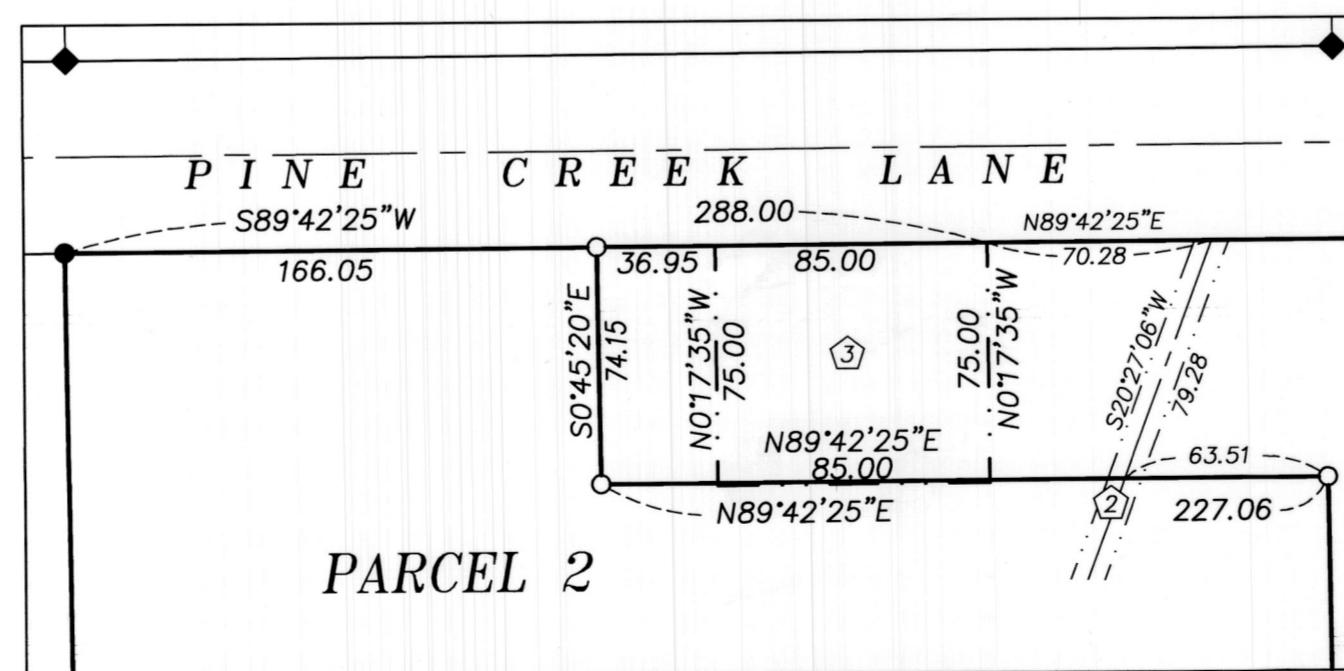 PINE CREEK LANE
S89°42'25"W
288.00
N89°42'25"E
166.05
36.95
85.00
70.28
S0°45'20"E
74.15
N0°17'35"W
75.00
3
75.00
N0°17'35"W
S20°27'06"W
79.28
N89°42'25"E
85.00
63.51
N89°42'25"E
2
227.06
PARCEL 2